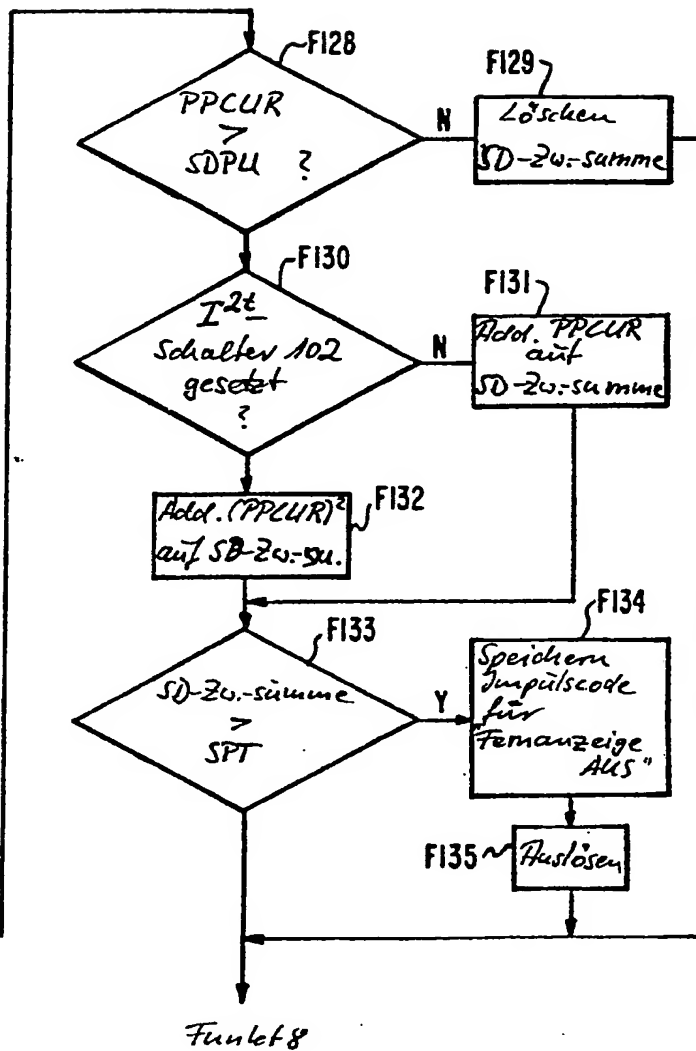 F128
PPCUR
>
SDPU ?
N
F129
Löschen
SD-Zw.-summe
F130
I²t-
Schalter 102
gesetzt
?
N
F131
Add. PPCUR
auf
SD-Zw.-summe
F132
Add. (PPCUR)²
auf SD-Zw.-su.
F133
SD-Zw.-summe
>
SPT
Y
F134
Speichern
Impulscode
für
"Fernanzeige
AUS"
F135
Auslösen
Funkt 8